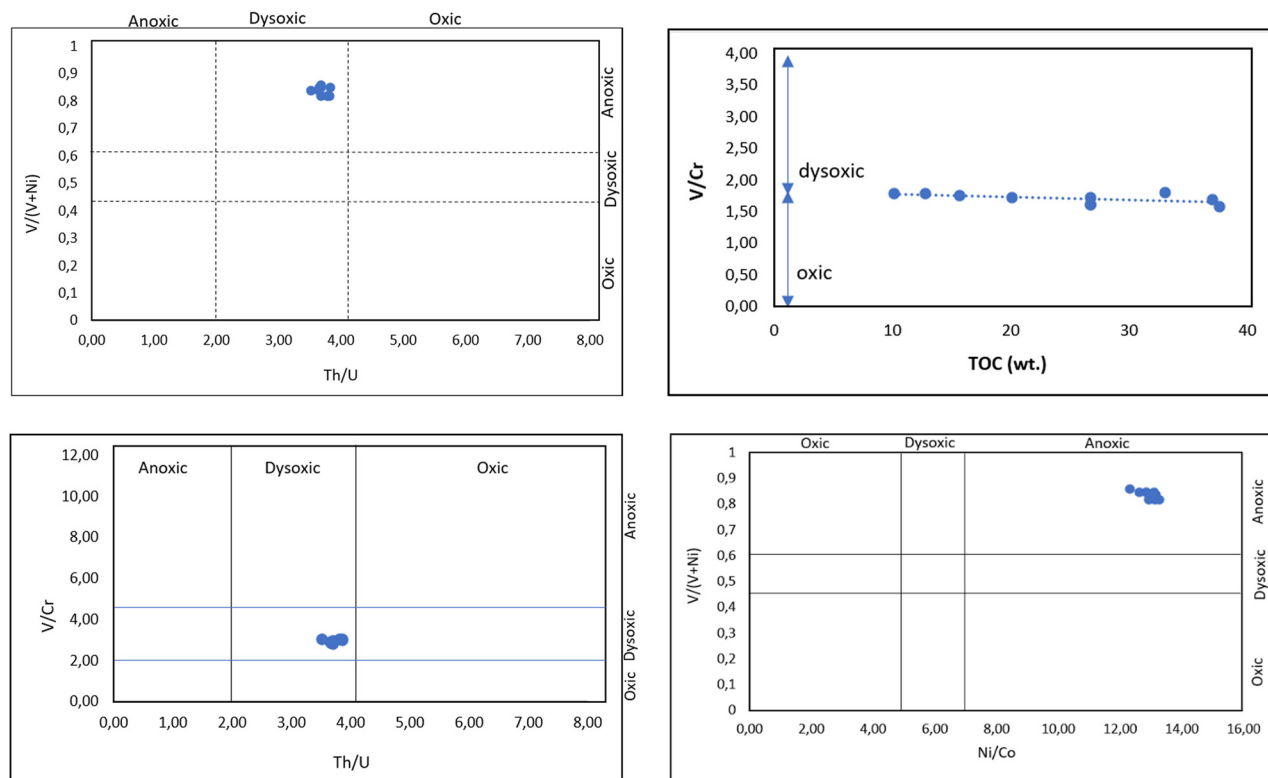 Anoxic Dysoxic Oxic
1
0,9
0,8
0,7
0,6
0,5
0,4
0,3
0,2
0,1
0
V/(V+Ni)
Anoxic
Dysoxic
Oxic
0,00 1,00 2,00 3,00 4,00 5,00 6,00 7,00 8,00
Th/U
4,00
3,50
3,00
2,50
2,00
1,50
1,00
0,50
0,00
V/Cr
dysoxic
oxic
0 10 20 30 40
TOC (wt.)
12,00
10,00
8,00
6,00
4,00
2,00
0,00
V/Cr
Anoxic Dysoxic Oxic
Anoxic
Dysoxic
Oxic
0,00 1,00 2,00 3,00 4,00 5,00 6,00 7,00 8,00
Th/U
Oxic Dysoxic Anoxic
1
0,9
0,8
0,7
0,6
0,5
0,4
0,3
0,2
0,1
0
V/(V+Ni)
Anoxic
Dysoxic
Oxic
0,00 2,00 4,00 6,00 8,00 10,00 12,00 14,00 16,00
Ni/Co